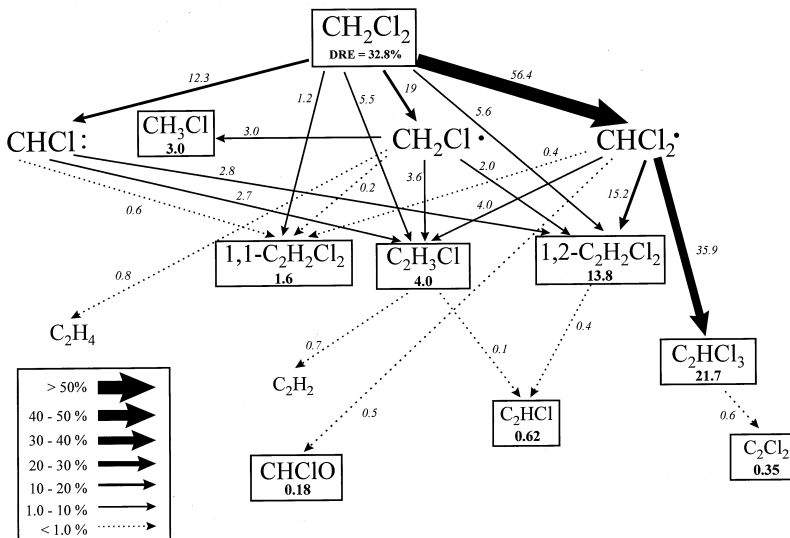 CH₂Cl₂
DRE = 32.8%
12.3
1.2
5.5
19
5.6
56.4
CHCl:
CH₃Cl
3.0
3.0
CH₂Cl•
CHCl₂•
0.6
2.7
2.8
0.2
3.6
2.0
0.4
4.0
15.2
35.9
1,1-C₂H₂Cl₂
1.6
C₂H₃Cl
4.0
1,2-C₂H₂Cl₂
13.8
0.8
C₂H₄
0.7
0.1
0.4
C₂H₂
0.5
C₂HCl
0.62
C₂HCl₃
21.7
0.6
CHClO
0.18
C₂Cl₂
0.35
> 50%
40 - 50 %
30 - 40 %
20 - 30 %
10 - 20 %
1.0 - 10 %
< 1.0 %